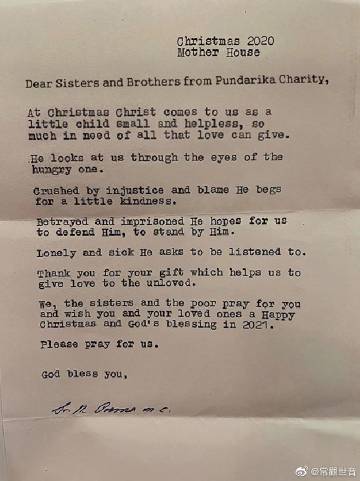 Christmas 2020
Mother House
Dear Sisters and Brothers from Pundarika Charity,
At Christmas Christ comes to us as a
little child small and helpless, so
much in need of all that love can give.
He looks at us through the eyes of the
hungry one.
Crushed by injustice and blame He begs
for a little kindness.
Betrayed and imprisoned He hopes for us
to defend Him, to stand by Him.
Lonely and sick He asks to be listened to.
Thank you for your gift which helps us to
give love to the unloved.
We, the sisters and the poor pray for you
and wish you and your loved ones a Happy
Christmas and God's blessing in 2021.
Please pray for us.
God bless you,
Sr. M. Prema m.c.
@常观世音